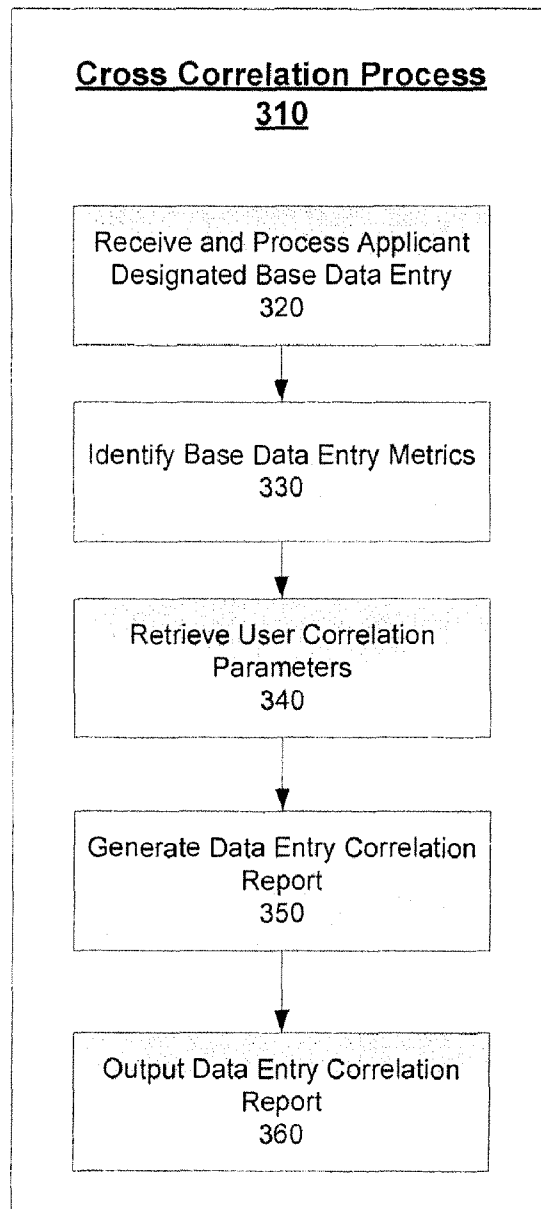 Cross Correlation Process
310
Receive and Process Applicant
Designated Base Data Entry
320
Identify Base Data Entry Metrics
330
Retrieve User Correlation
Parameters
340
Generate Data Entry Correlation
Report
350
Output Data Entry Correlation
Report
360